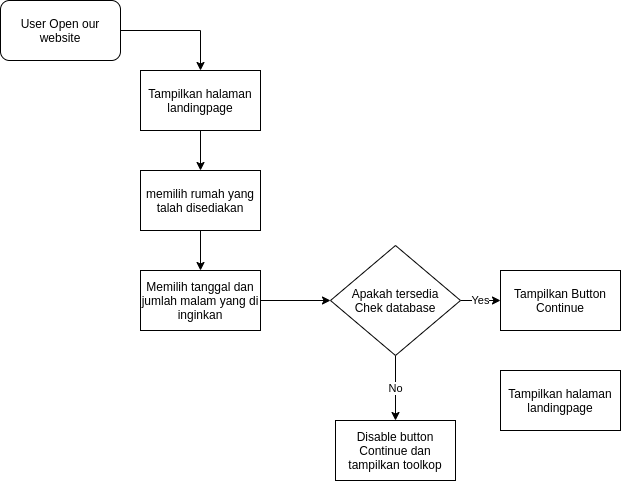 User Open our
website
Tampilkan halaman
landingpage
memilih rumah yang
talah disediakan
Memilih tanggal dan
jumlah malam yang di
inginkan
Apakah tersedia
Chek database
Yes
Tampilkan Button
Continue
No
Tampilkan halaman
landingpage
Disable button
Continue dan
tampilkan toolkop